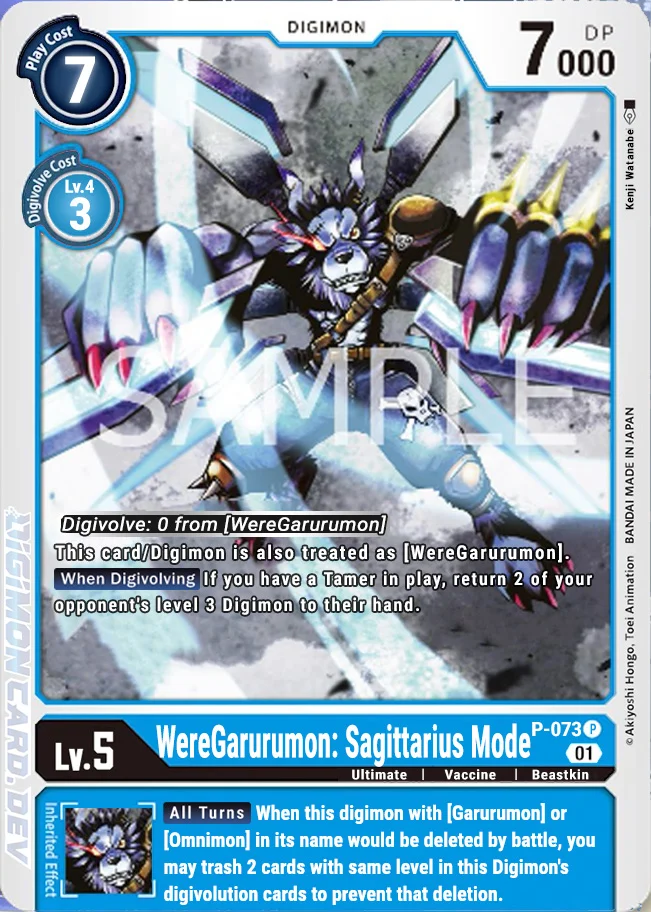 DIGIMON
Play Cost
7
7000
DP
Digivolve Cost
Lv.4
3
Kenji Watanabe
SAMPLE
Digivolve: 0 from [WereGarurumon]
This card/Digimon is also treated as [WereGarurumon].
When Digivolving If you have a Tamer in play, return 2 of your
opponent's level 3 Digimon to their hand.
© Akiyoshi Hongo, Toei Animation BANDAI MADE IN JAPAN
DIGIMONCARD.DEV
Lv.5
WereGarurumon: Sagittarius Mode
P-073 P
01
Ultimate | Vaccine | Beastkin
Inherited Effect
All Turns When this digimon with [Garurumon] or
[Omnimon] in its name would be deleted by battle, you
may trash 2 cards with same level in this Digimon's
digivolution cards to prevent that deletion.